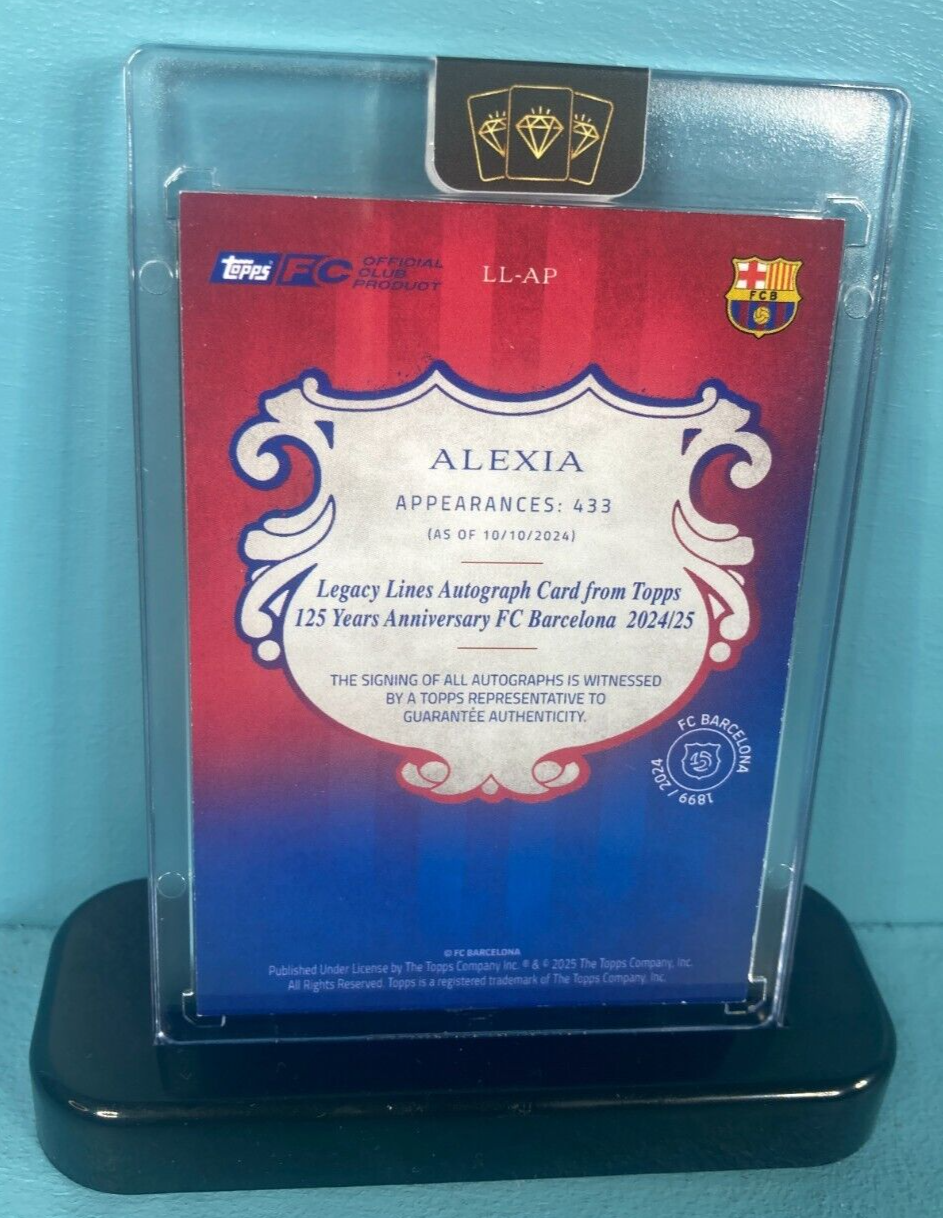 topps FC OFFICIAL CLUB PRODUCT
LL-AP
FCB
ALEXIA
APPEARANCES: 433
(AS OF 10/10/2024)
Legacy Lines Autograph Card from Topps
125 Years Anniversary FC Barcelona 2024/25
THE SIGNING OF ALL AUTOGRAPHS IS WITNESSED
BY A TOPPS REPRESENTATIVE TO
GUARANTÉE AUTHENTICITY.
FC BARCELONA
1899 / 2024
© FC BARCELONA
Published Under License by The Topps Company Inc. ® & © 2025 The Topps Company, Inc.
All Rights Reserved. Topps is a registered trademark of The Topps Company, Inc.